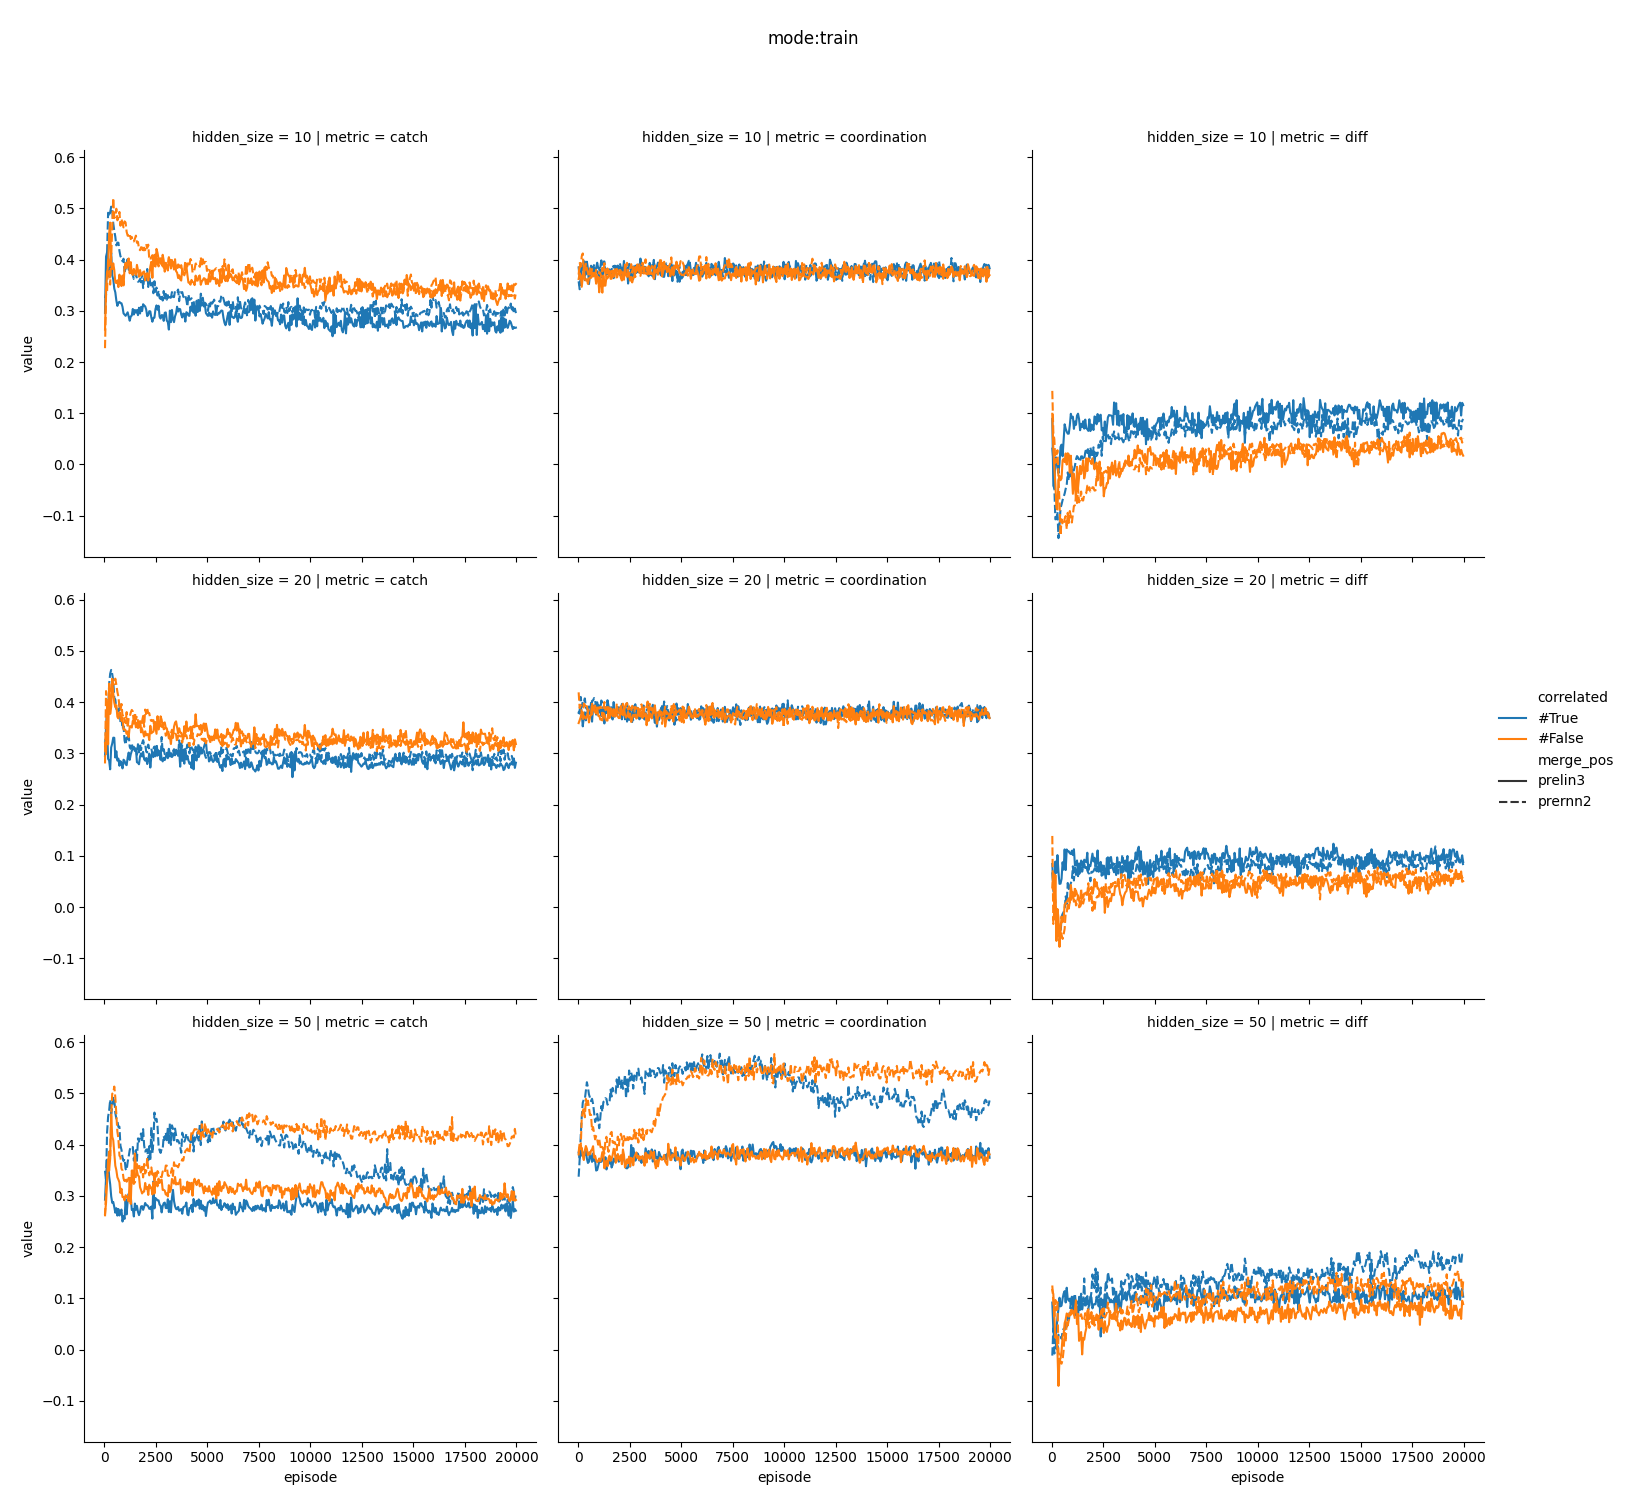 mode:train
hidden_size = 10 | metric = catch
hidden_size = 10 | metric = coordination
hidden_size = 10 | metric = diff
0.6
0.5
0.4
0.3
0.2
0.1
0.0
−0.1
value
hidden_size = 20 | metric = catch
hidden_size = 20 | metric = coordination
hidden_size = 20 | metric = diff
0.6
0.5
0.4
0.3
0.2
0.1
0.0
−0.1
value
correlated
#True
#False
merge_pos
prelin3
prernn2
hidden_size = 50 | metric = catch
hidden_size = 50 | metric = coordination
hidden_size = 50 | metric = diff
0.6
0.5
0.4
0.3
0.2
0.1
0.0
−0.1
value
0 2500 5000 7500 10000 12500 15000 17500 20000
episode
0 2500 5000 7500 10000 12500 15000 17500 20000
episode
0 2500 5000 7500 10000 12500 15000 17500 20000
episode